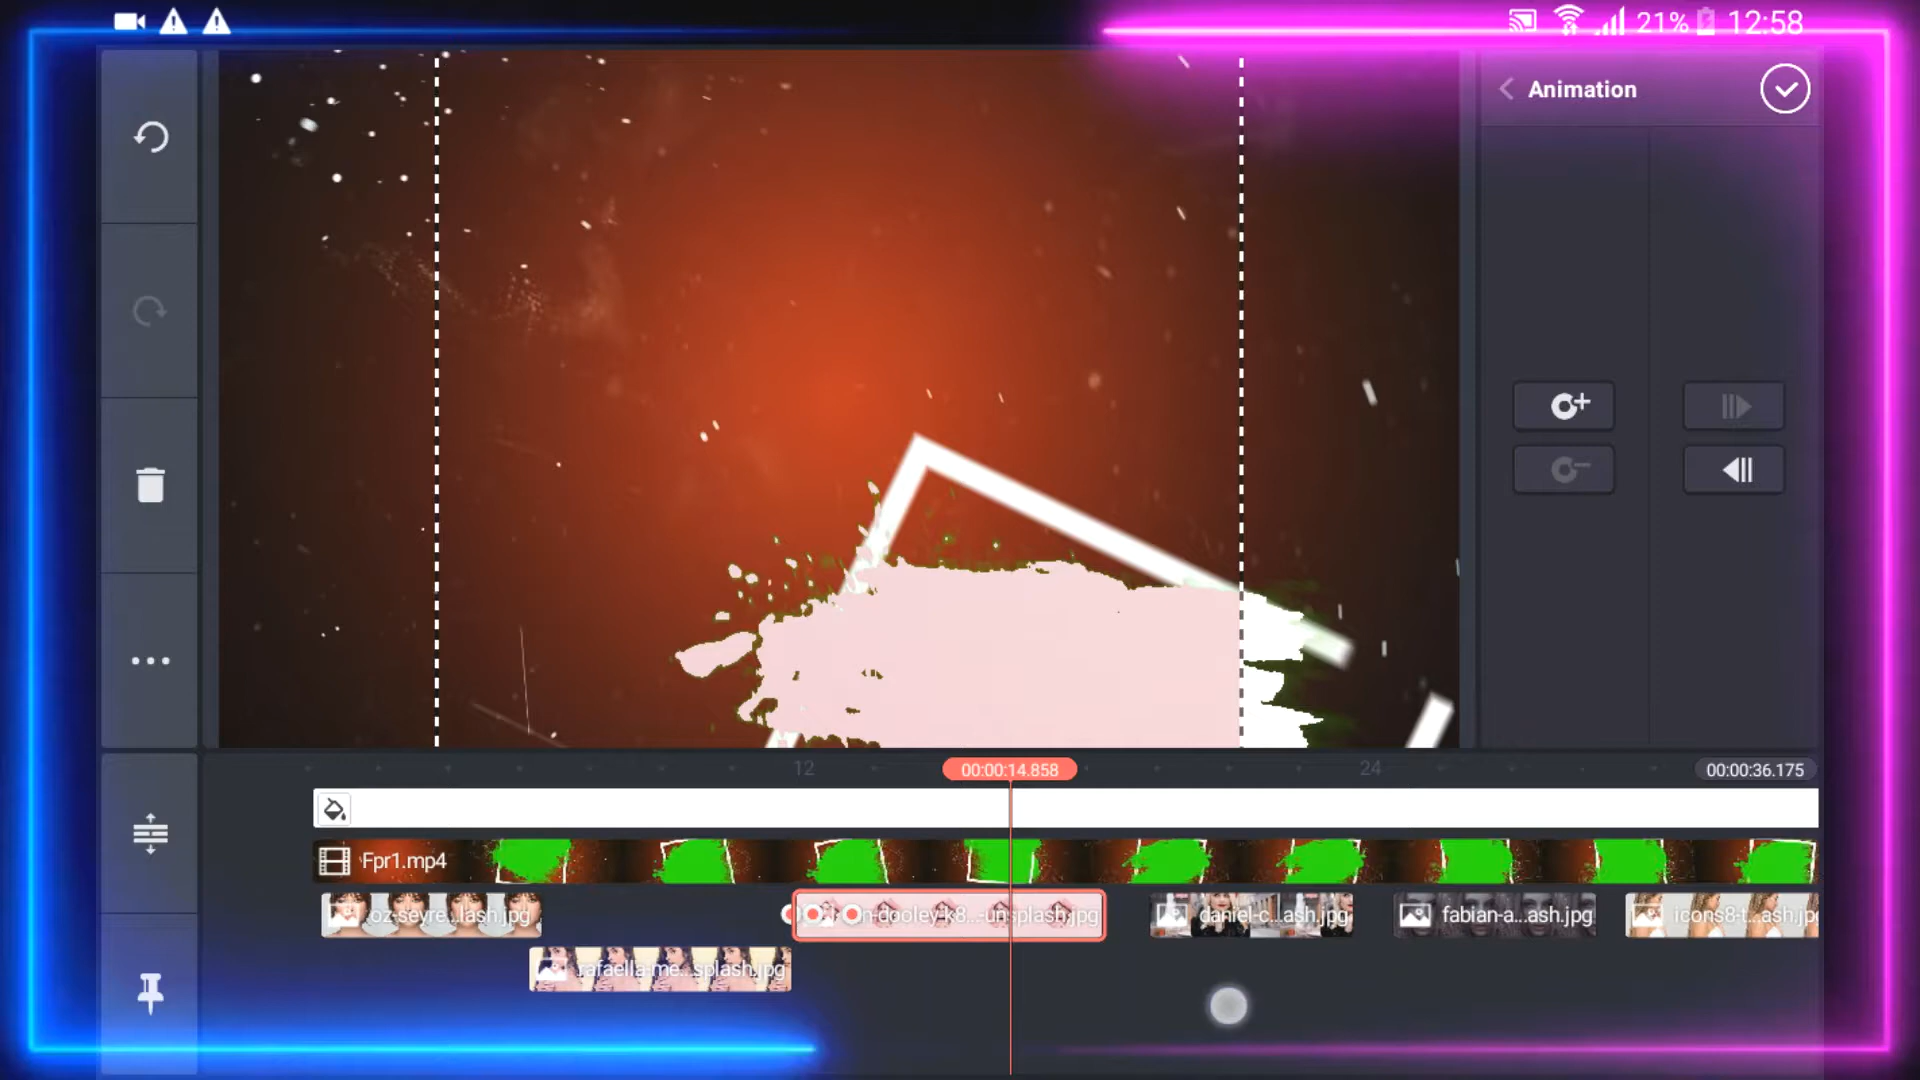 21% 12:58
Animation
12 00:00:14.858 24 00:00:36.175
Fpr1.mp4
oz-seyre...lash.jpg
n-dooley-k8...-unsplash.jpg
daniel-c...ash.jpg
fabian-a...ash.jpg
icons8-t...ash.jp
rafaella-me...splash.jpg